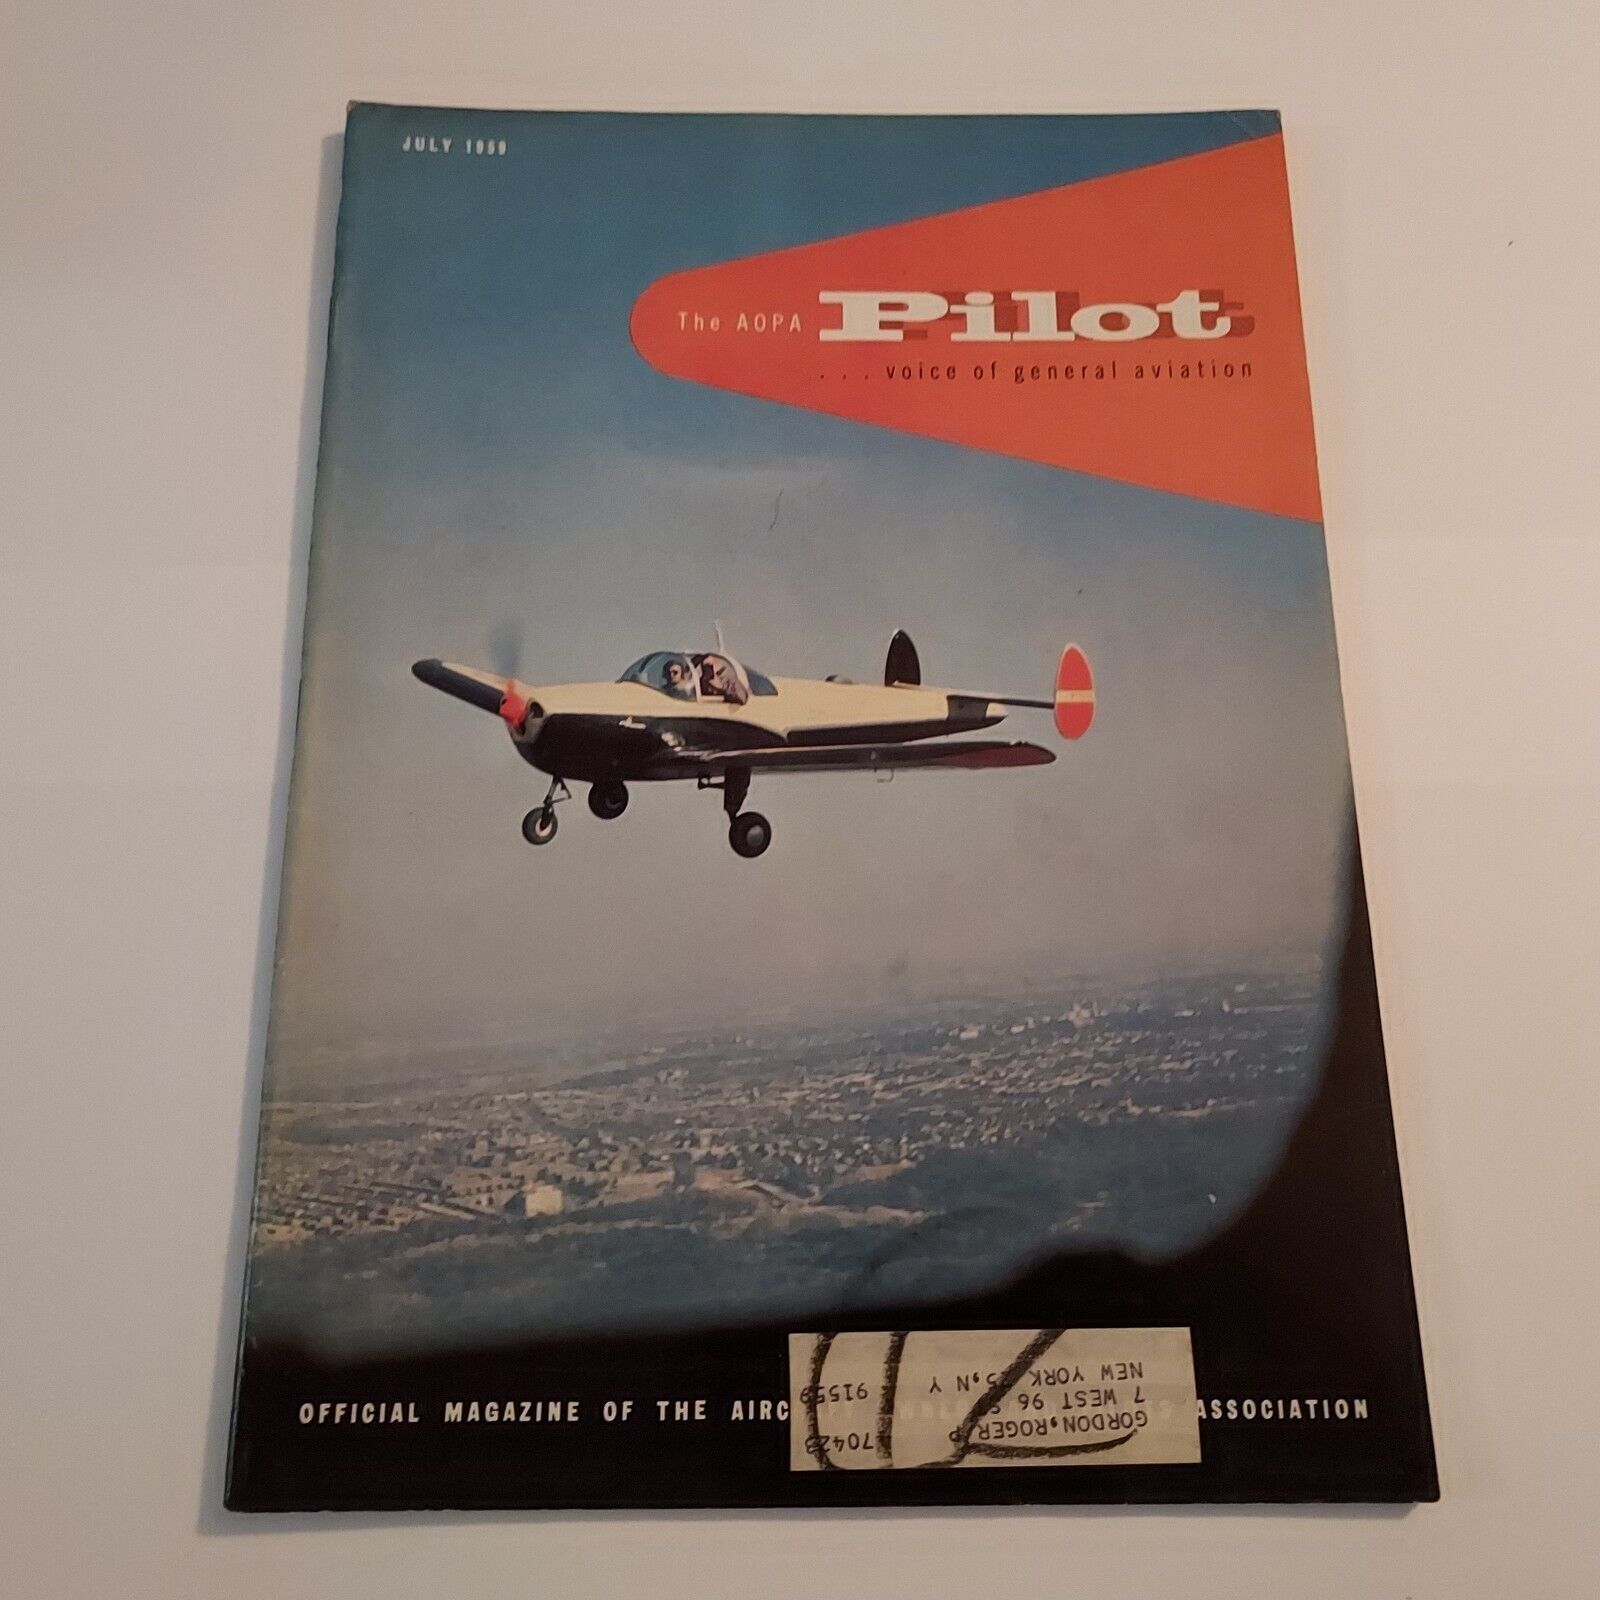 JULY 1959
The AOPA Pilot
. . . voice of general aviation
OFFICIAL MAGAZINE OF THE ASSOCIATION
70423
GORDON,ROGER P
7 WEST 96
NEW YORK N Y